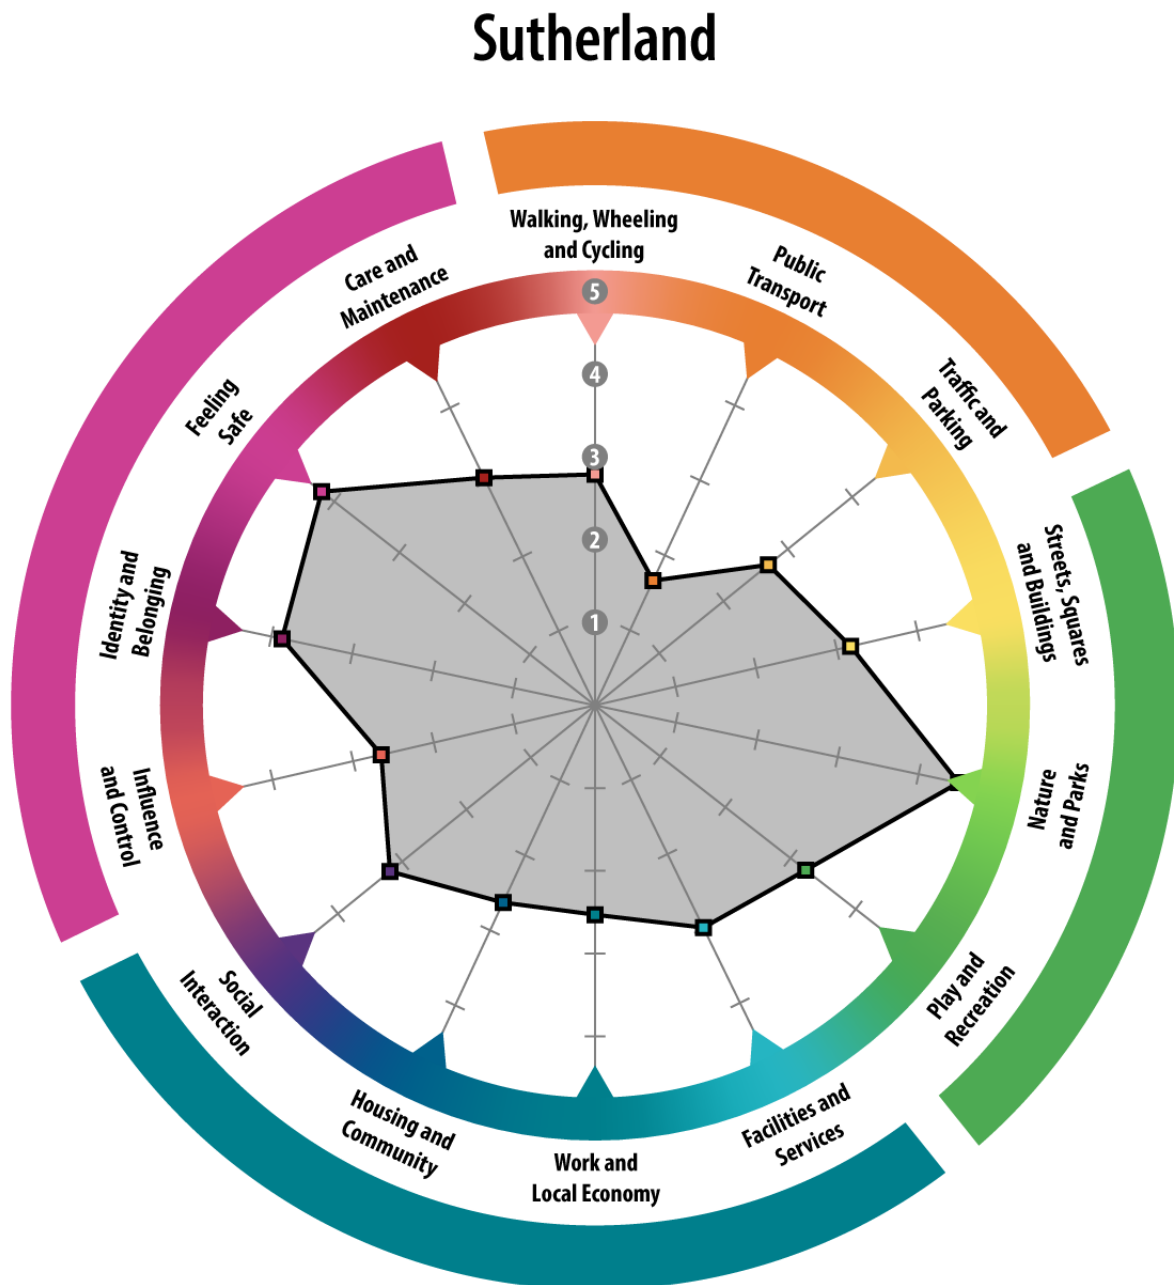 Sutherland
Walking, Wheeling
and Cycling
Public
Transport
Traffic and
Parking
Streets, Squares
and Buildings
Nature
and Parks
Play and
Recreation
Facilities and
Services
Work and
Local Economy
Housing and
Community
Social
Interaction
Influence
and Control
Identity and
Belonging
Feeling
Safe
Care and
Maintenance
5
4
3
2
1